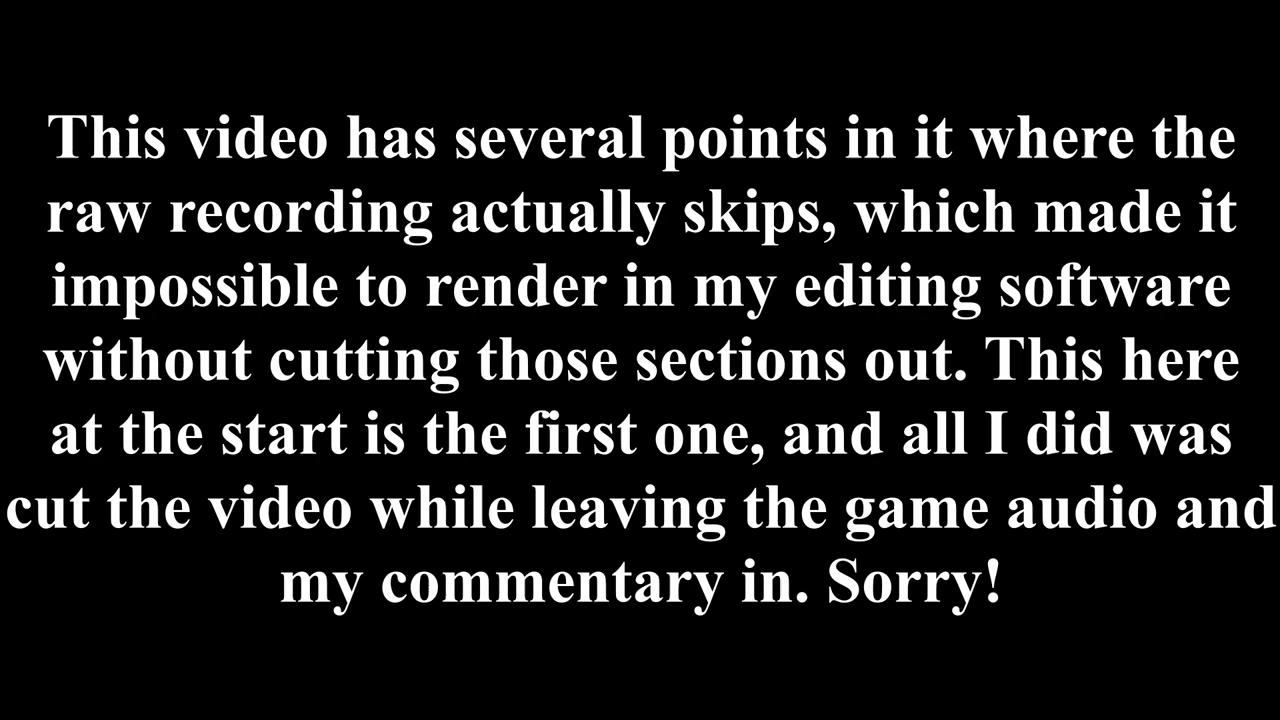 This video has several points in it where the
raw recording actually skips, which made it
impossible to render in my editing software
without cutting those sections out. This here
at the start is the first one, and all I did was
cut the video while leaving the game audio and
my commentary in. Sorry!